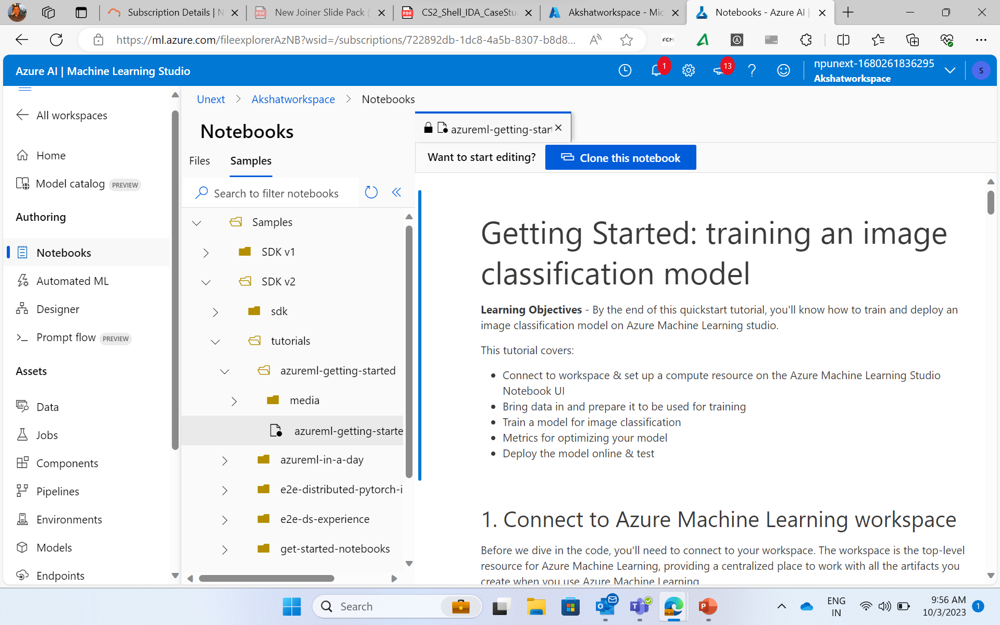 Subscription Details | N
New Joiner Slide Pack (
CS2_Shell_IDA_CaseStu
Akshatworkspace - Mic
Notebooks - Azure AI |
https://ml.azure.com/fileexplorerAzNB?wsid=/subscriptions/722892db-1dc8-4a5b-8307-b8d8...
FCM
Azure AI | Machine Learning Studio
1
13
npunext-1680261836295
Akshatworkspace
S
All workspaces
Home
Model catalog PREVIEW
Authoring
Notebooks
Automated ML
Designer
Prompt flow PREVIEW
Assets
Data
Jobs
Components
Pipelines
Environments
Models
Endpoints
Unext > Akshatworkspace > Notebooks
Notebooks
Files
Samples
Search to filter notebooks
Samples
SDK v1
SDK v2
sdk
tutorials
azureml-getting-started
media
azureml-getting-starte
azureml-in-a-day
e2e-distributed-pytorch-i
e2e-ds-experience
get-started-notebooks
azureml-getting-start
Want to start editing?
Clone this notebook
Getting Started: training an image
classification model
Learning Objectives - By the end of this quickstart tutorial, you'll know how to train and deploy an
image classification model on Azure Machine Learning studio.
This tutorial covers:
• Connect to workspace & set up a compute resource on the Azure Machine Learning Studio
Notebook UI
• Bring data in and prepare it to be used for training
• Train a model for image classification
• Metrics for optimizing your model
• Deploy the model online & test
1. Connect to Azure Machine Learning workspace
Before we dive in the code, you'll need to connect to your workspace. The workspace is the top-level
resource for Azure Machine Learning, providing a centralized place to work with all the artifacts you
create when you use Azure Machine Learning
Search
ENG
IN
9:56 AM
10/3/2023
1